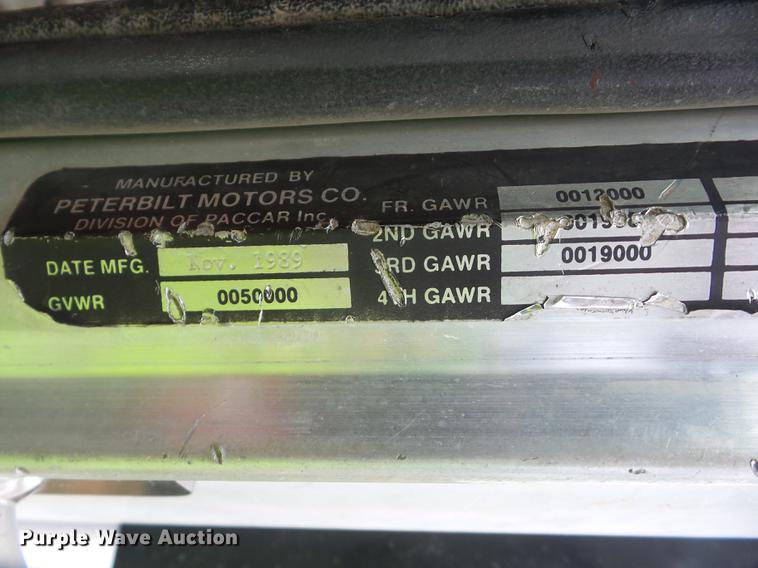 MANUFACTURED BY
PETERBILT MOTORS CO.
DIVISION OF PACCAR Inc
DATE MFG. Nov. 1989
GVWR 0050000
FR. GAWR 0012000
2ND GAWR
RD GAWR 0019000
4TH GAWR
Purple Wave Auction